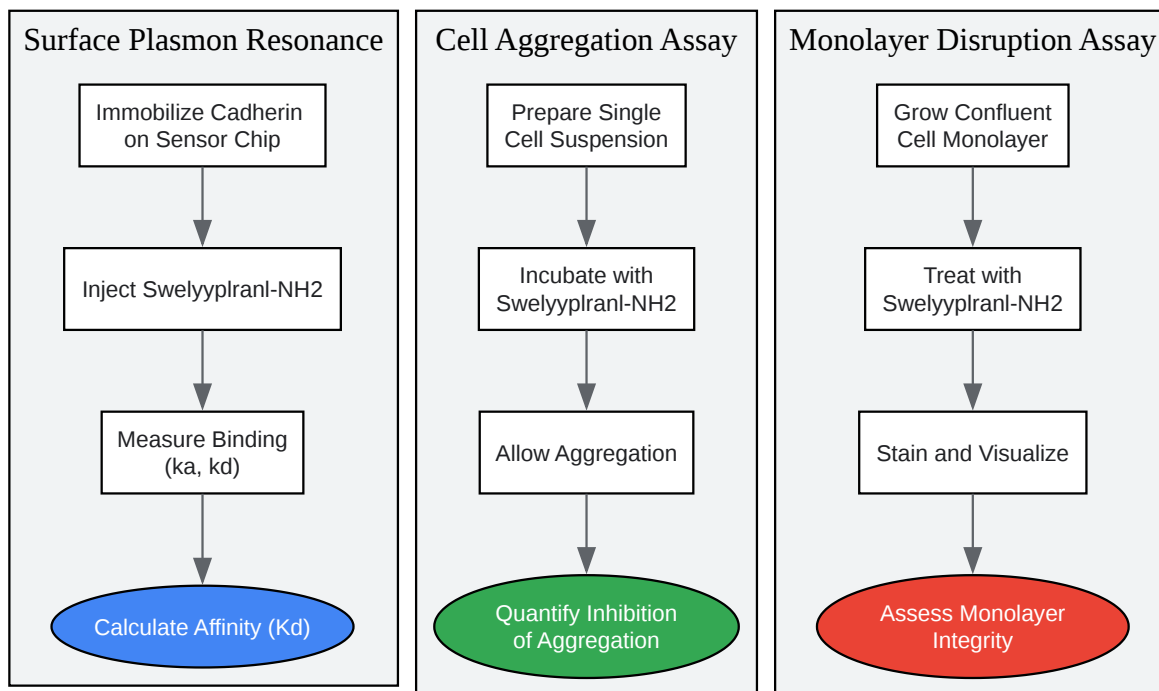 Surface Plasmon Resonance
Immobilize Cadherin
on Sensor Chip
Inject Swelyyplranl-NH2
Measure Binding
(ka, kd)
Calculate Affinity (Kd)
Cell Aggregation Assay
Prepare Single
Cell Suspension
Incubate with
Swelyyplranl-NH2
Allow Aggregation
Quantify Inhibition
of Aggregation
Monolayer Disruption Assay
Grow Confluent
Cell Monolayer
Treat with
Swelyyplranl-NH2
Stain and Visualize
Assess Monolayer
Integrity